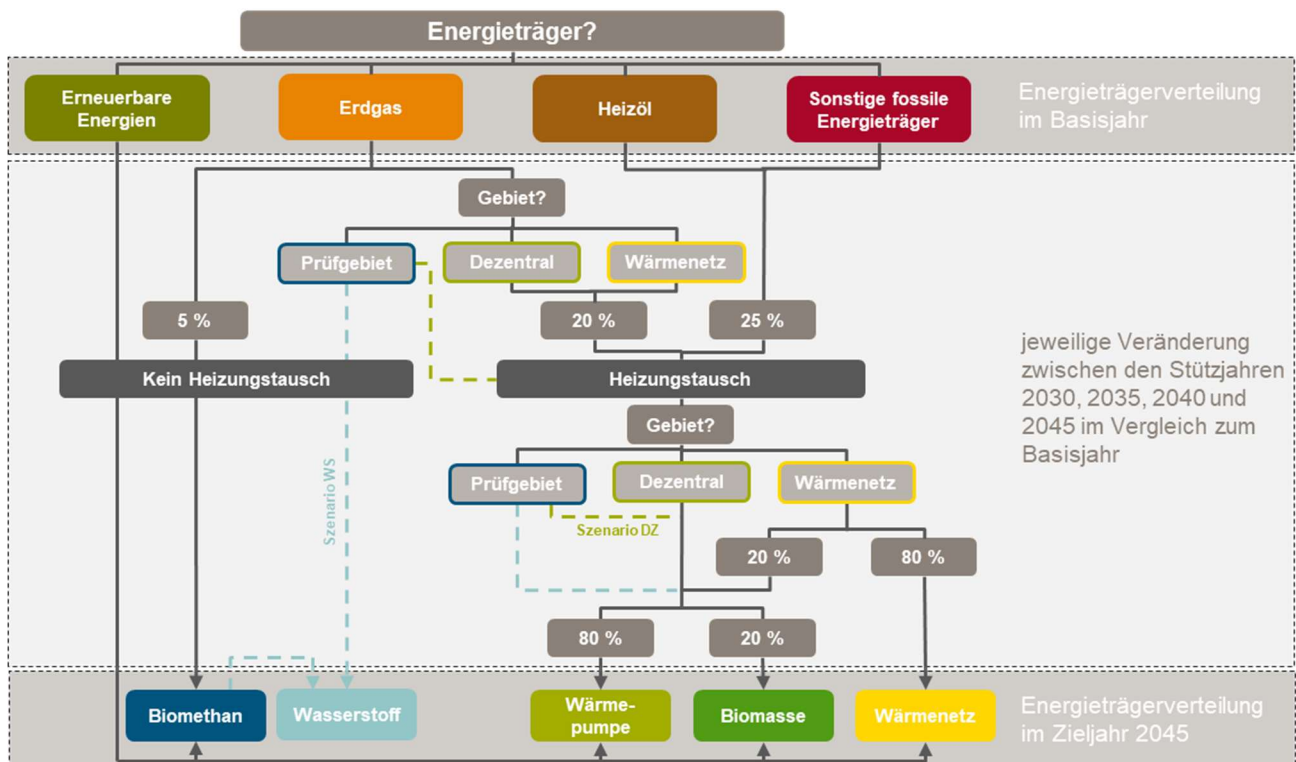 Energieträger?
Erneuerbare
Energien
Erdgas
Heizöl
Sonstige fossile
Energieträger
Energieträgerverteilung
im Basisjahr
Gebiet?
Prüfgebiet
Dezentral
Wärmenetz
5 %
20 %
25 %
Kein Heizungstausch
Heizungstausch
jeweilige Veränderung
zwischen den Stützjahren
2030, 2035, 2040 und
2045 im Vergleich zum
Basisjahr
Gebiet?
Prüfgebiet
Dezentral
Wärmenetz
Szenario WS
Szenario DZ
20 %
80 %
80 %
20 %
Biomethan
Wasserstoff
Wärme-
pumpe
Biomasse
Wärmenetz
Energieträgerverteilung
im Zieljahr 2045